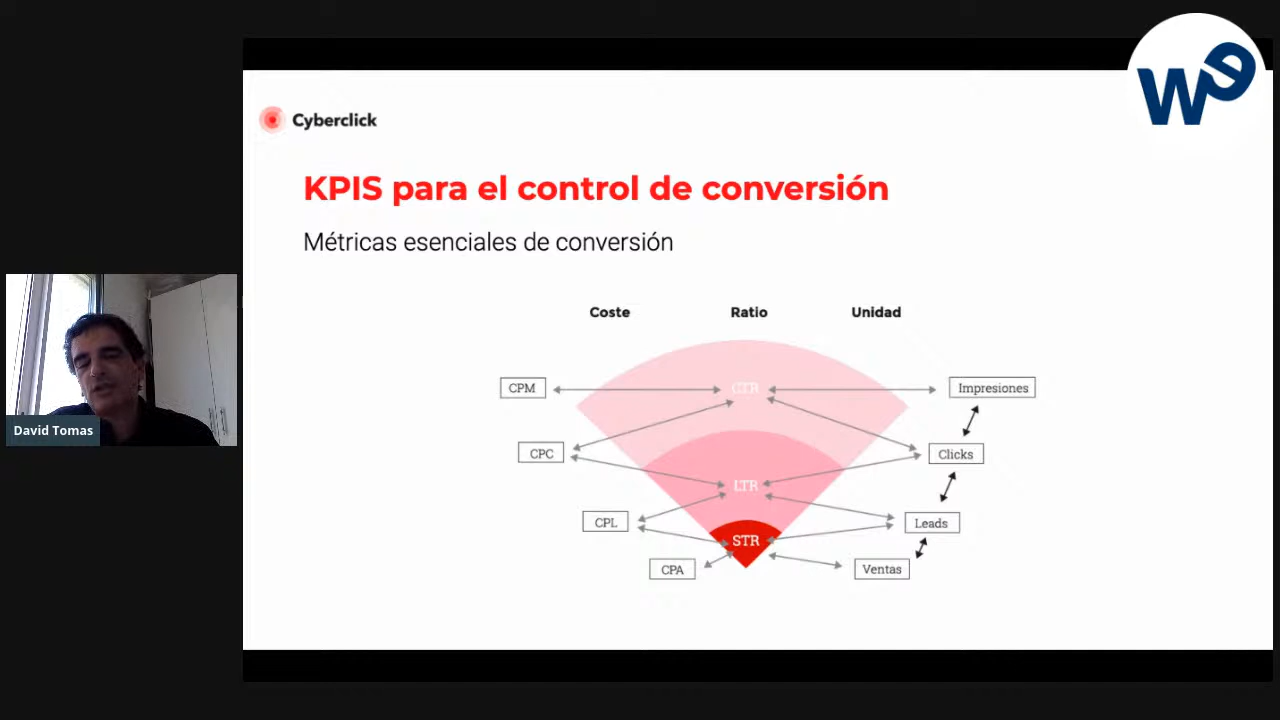 We
Cyberclick
KPIS para el control de conversión
Métricas esenciales de conversión
Coste Ratio Unidad
CPM CTR Impresiones
CPC Clicks
LTR
CPL Leads
STR
CPA Ventas
David Tomas